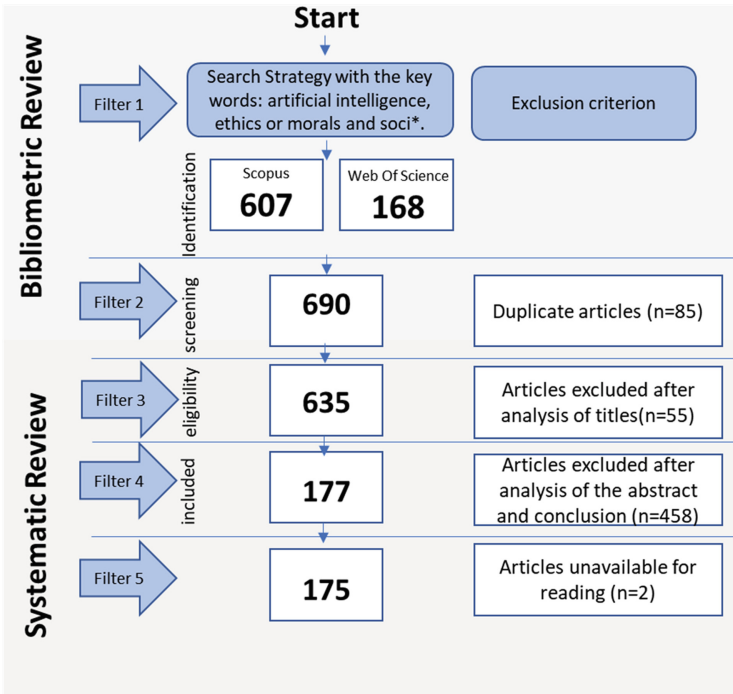 Start
Bibliometric Review
Filter 1
Search Strategy with the key
words: artificial intelligence,
ethics or morals and soci*.
Exclusion criterion
Identification
Scopus
607
Web Of Science
168
Filter 2
screening
690
Duplicate articles (n=85)
Systematic Review
Filter 3
eligibility
635
Articles excluded after
analysis of titles(n=55)
Filter 4
included
177
Articles excluded after
analysis of the abstract
and conclusion (n=458)
Filter 5
175
Articles unavailable for
reading (n=2)